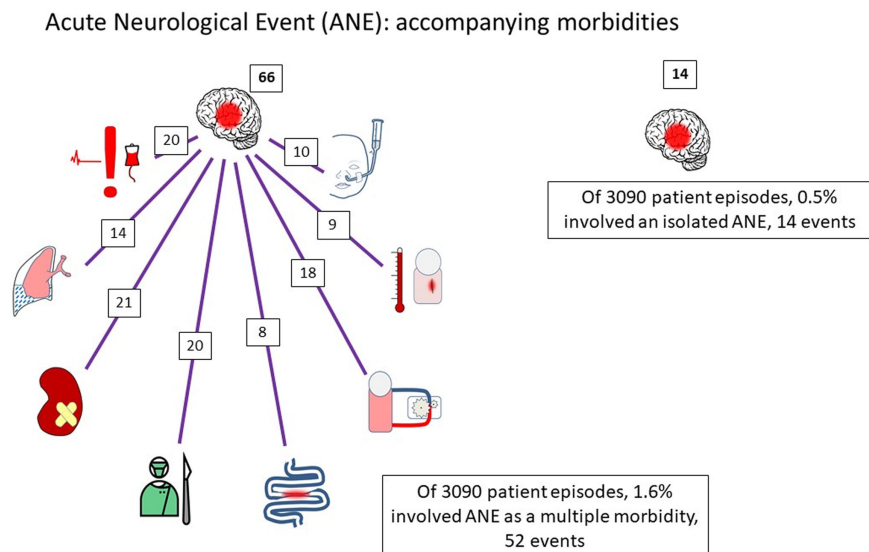 Acute Neurological Event (ANE): accompanying morbidities
66
14
20
10
14
9
21
18
20
8
Of 3090 patient episodes, 0.5%
involved an isolated ANE, 14 events
Of 3090 patient episodes, 1.6%
involved ANE as a multiple morbidity,
52 events